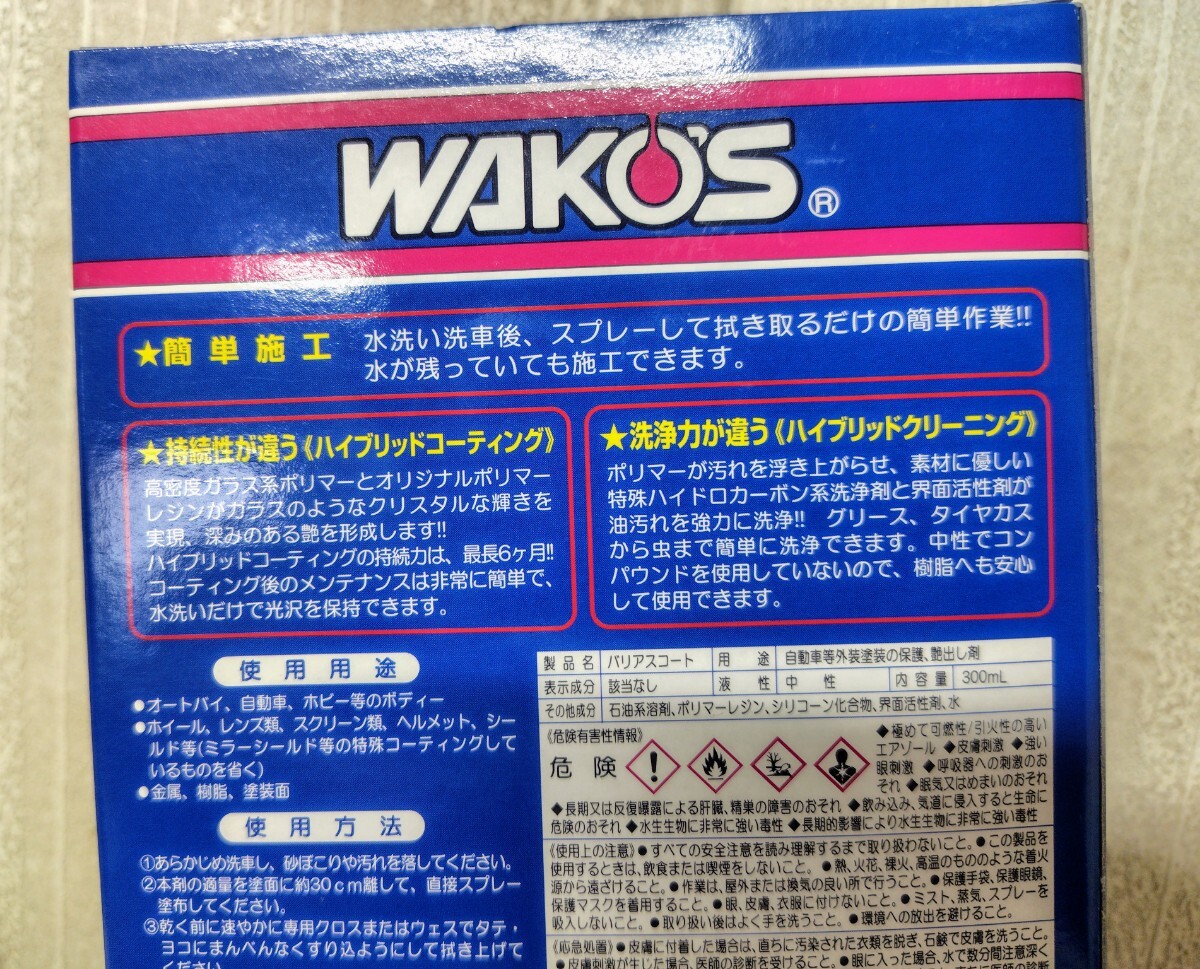 WAKO'S®
★簡単施工
水洗い洗車後、スプレーして拭き取るだけの簡単作業!!
水が残っていても施工できます。
★持続性が違う《ハイブリッドコーティング》
高密度ガラス系ポリマーとオリジナルポリマー
レジンがガラスのようなクリスタルな輝きを
実現、深みのある艶を形成します!!
ハイブリッドコーティングの持続力は、最長6ヶ月!!
コーティング後のメンテナンスは非常に簡単で、
水洗いだけで光沢を保持できます。
★洗浄力が違う《ハイブリッドクリーニング》
ポリマーが汚れを浮き上がらせ、素材に優しい
特殊ハイドロカーボン系洗浄剤と界面活性剤が
油汚れを強力に洗浄!! グリース、タイヤカス
から虫まで簡単に洗浄できます。中性でコン
パウンドを使用していないので、樹脂へも安心
して使用できます。
使用用途
●オートバイ、自動車、ホビー等のボディー
●ホイール、レンズ類、スクリーン類、ヘルメット、シー
ルド等(ミラーシールド等の特殊コーティングして
いるものを省く)
●金属、樹脂、塗装面
使用方法
①あらかじめ洗車し、砂ぼこりや汚れを落してください。
②本剤の適量を塗面に約30cm離して、直接スプレー
塗布してください。
③乾く前に速やかに専用クロスまたはウェスでタテ・
ヨコにまんべんなくすり込ようにして拭き上げて
ください
製品名 バリアスコート 用途 自動車等外装塗装の保護、艶出し剤
表示成分 該当なし 液性 中性 内容量 300mL
その他成分 石油系溶剤、ポリマーレジン、シリコーン化合物、界面活性剤、水
《危険有害性情報》
危険
◆極めて可燃性/引火性の高い
エアゾール ◆皮膚刺激 ◆強い
眼刺激 ◆呼吸器への刺激のおそ
れ ◆眠気又はめまいのおそれ
◆長期又は反復曝露による肝臓、精巣の障害のおそれ ◆飲み込み、気道に侵入すると生命に
危険のおそれ ◆水生生物に非常に強い毒性 ◆長期的影響により水生生物に非常に強い毒性
《使用上の注意》●すべての安全注意を読み理解するまで取り扱わないこと。●この製品を
使用するときは、飲食または喫煙をしないこと。●熱、火花、裸火、高温のもののような着火
源から遠ざけること。●作業は、屋外または換気の良い所で行うこと。●保護手袋、保護眼鏡、
保護マスクを着用すること。●眼、皮膚、衣服に付けないこと。●ミスト、蒸気、スプレーを
吸入しないこと。●取り扱い後はよく手を洗うこと。●環境への放出を避けること。
《応急処置》●皮膚に付着した場合は、直ちに汚染された衣類を脱ぎ、石鹸で皮膚を洗うこと。
●皮膚刺激が生じた場合、医師の診断を受けること。●眼に入った場合、水で数分間注意深く